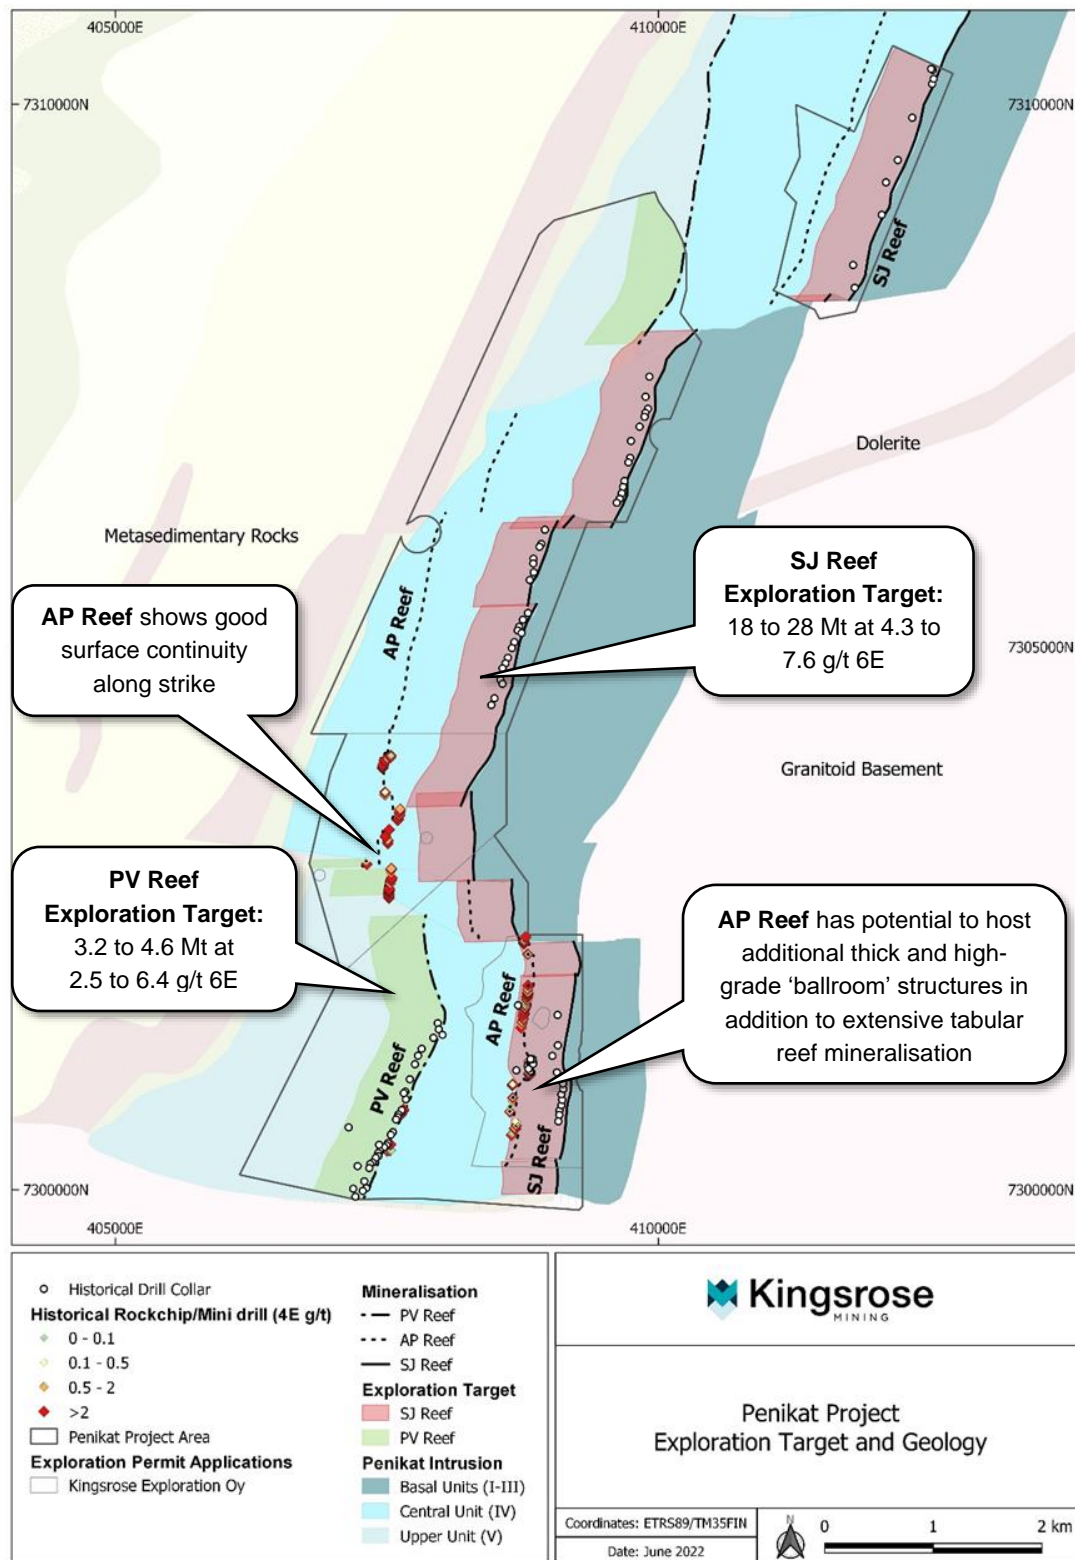 405000E
410000E
7310000N
7310000N
SJ Reef
Dolerite
Metasedimentary Rocks
SJ Reef
Exploration Target:
18 to 28 Mt at 4.3 to
7.6 g/t 6E
AP Reef shows good
surface continuity
along strike
AP Reef
7305000N
Granitoid Basement
PV Reef
Exploration Target:
3.2 to 4.6 Mt at
2.5 to 6.4 g/t 6E
AP Reef has potential to host
additional thick and high-
grade ‘ballroom’ structures in
addition to extensive tabular
reef mineralisation
AP Reef
PV Reef
SJ Reef
7300000N
7300000N
405000E
410000E
Historical Drill Collar
Historical Rockchip/Mini drill (4E g/t)
0 - 0.1
0.1 - 0.5
0.5 - 2
>2
Penikat Project Area
Exploration Permit Applications
Kingsrose Exploration Oy
Mineralisation
PV Reef
AP Reef
SJ Reef
Exploration Target
SJ Reef
PV Reef
Penikat Intrusion
Basal Units (I-III)
Central Unit (IV)
Upper Unit (V)
Kingsrose
MINING
Penikat Project
Exploration Target and Geology
Coordinates: ETRS89/TM35FIN
Date: June 2022
N
0 1 2 km